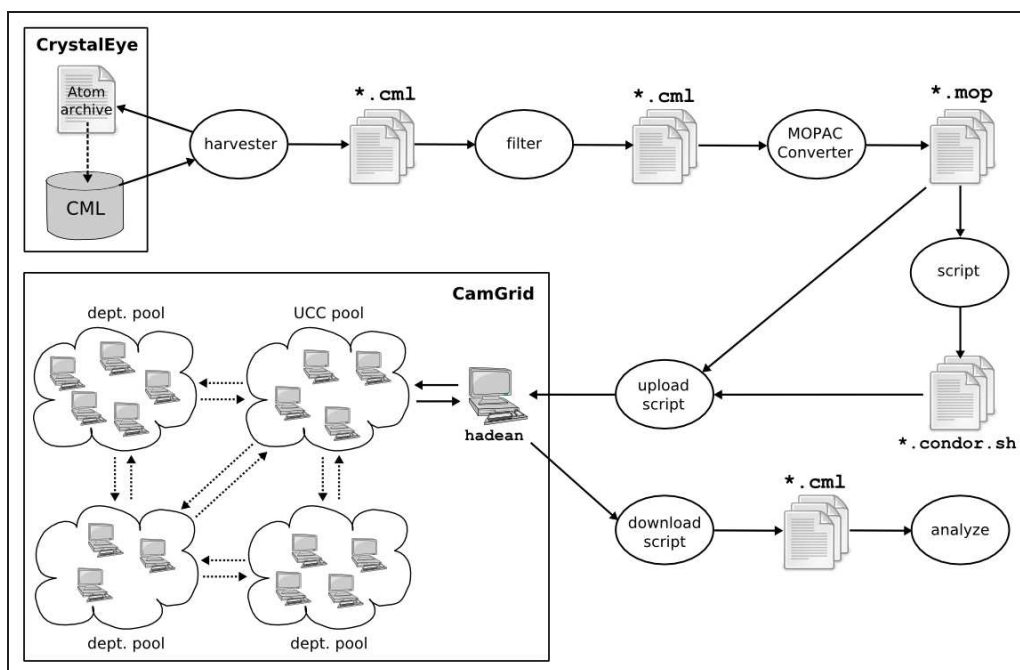 CrystalEye
Atom
archive
CML
harvester
*.cml
filter
*.cml
MOPAC
Converter
*.mop
script
*.condor.sh
upload
script
CamGrid
dept. pool
UCC pool
hadean
dept. pool
dept. pool
download
script
*.cml
analyze